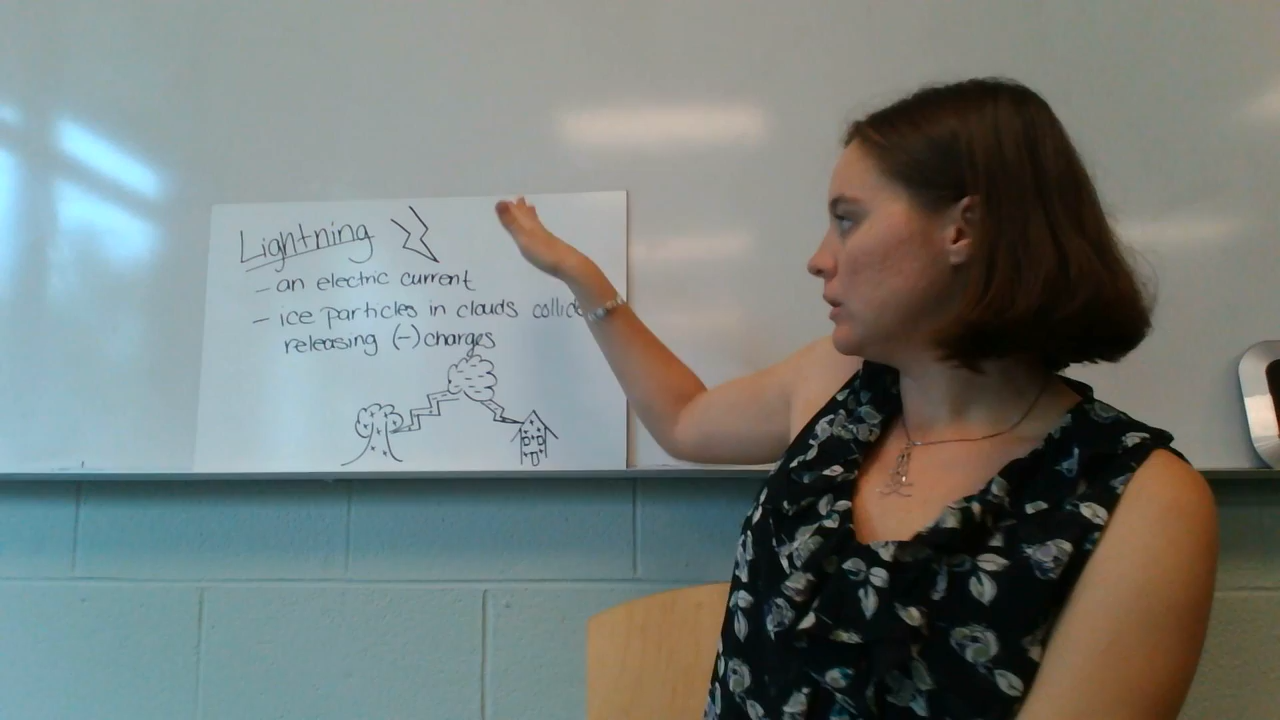 Lightning
- an electric current
- ice particles in clouds collide
releasing (-) charges